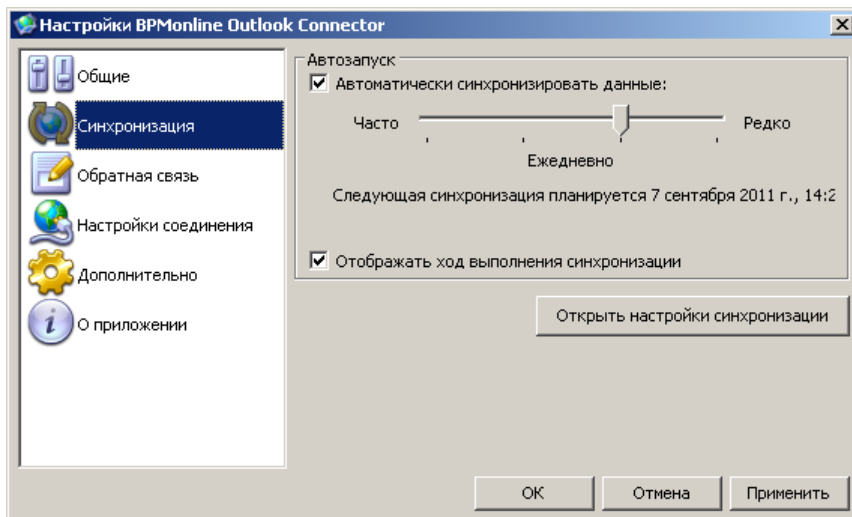 Настройки BPMonline Outlook Connector
Общие
Синхронизация
Обратная связь
Настройки соединения
Дополнительно
О приложении
Автозапуск
Автоматически синхронизировать данные:
Часто
Редко
Ежедневно
Следующая синхронизация планируется 7 сентября 2011 г., 14:2
Отображать ход выполнения синхронизации
Открыть настройки синхронизации
ОК
Отмена
Применить